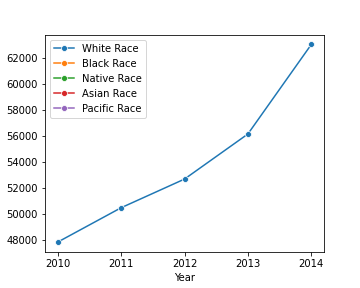 White Race
Black Race
Native Race
Asian Race
Pacific Race
62000
60000
58000
56000
54000
52000
50000
48000
2010 2011 2012 2013 2014
Year